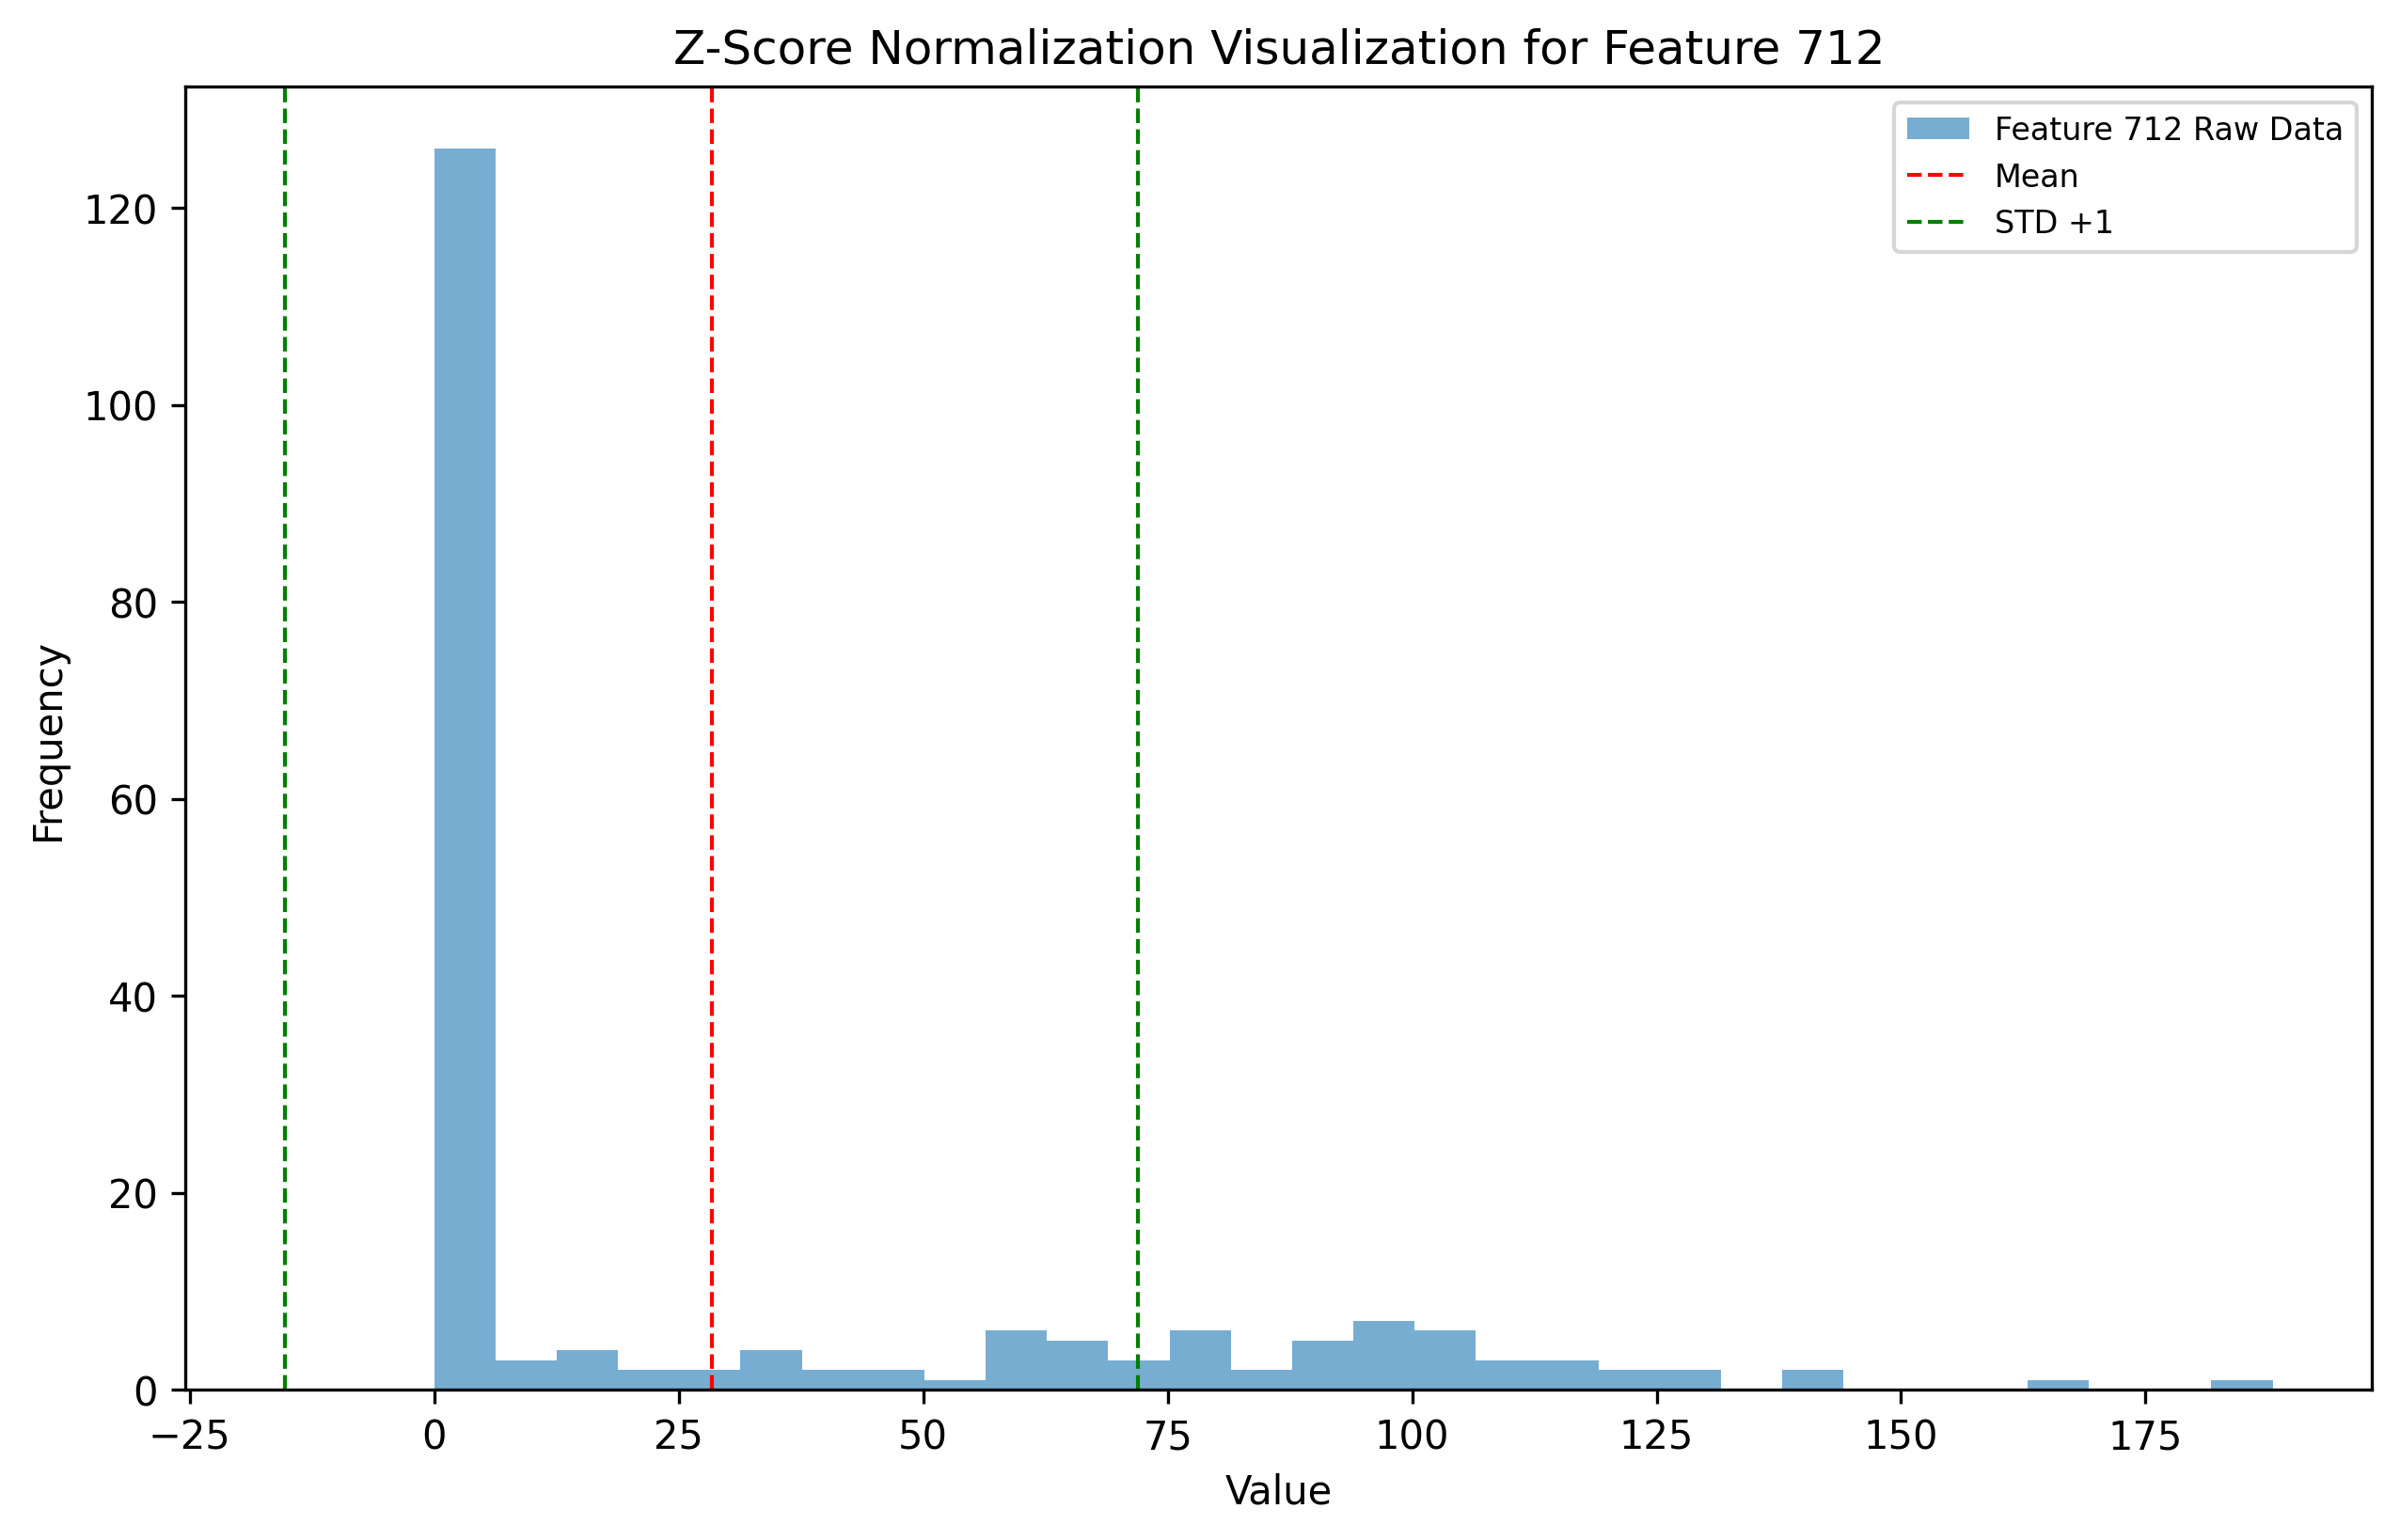 Z-Score Normalization Visualization for Feature 712
Feature 712 Raw Data
Mean
STD +1
120
100
80
60
40
20
0
Frequency
−25 0 25 50 75 100 125 150 175
Value